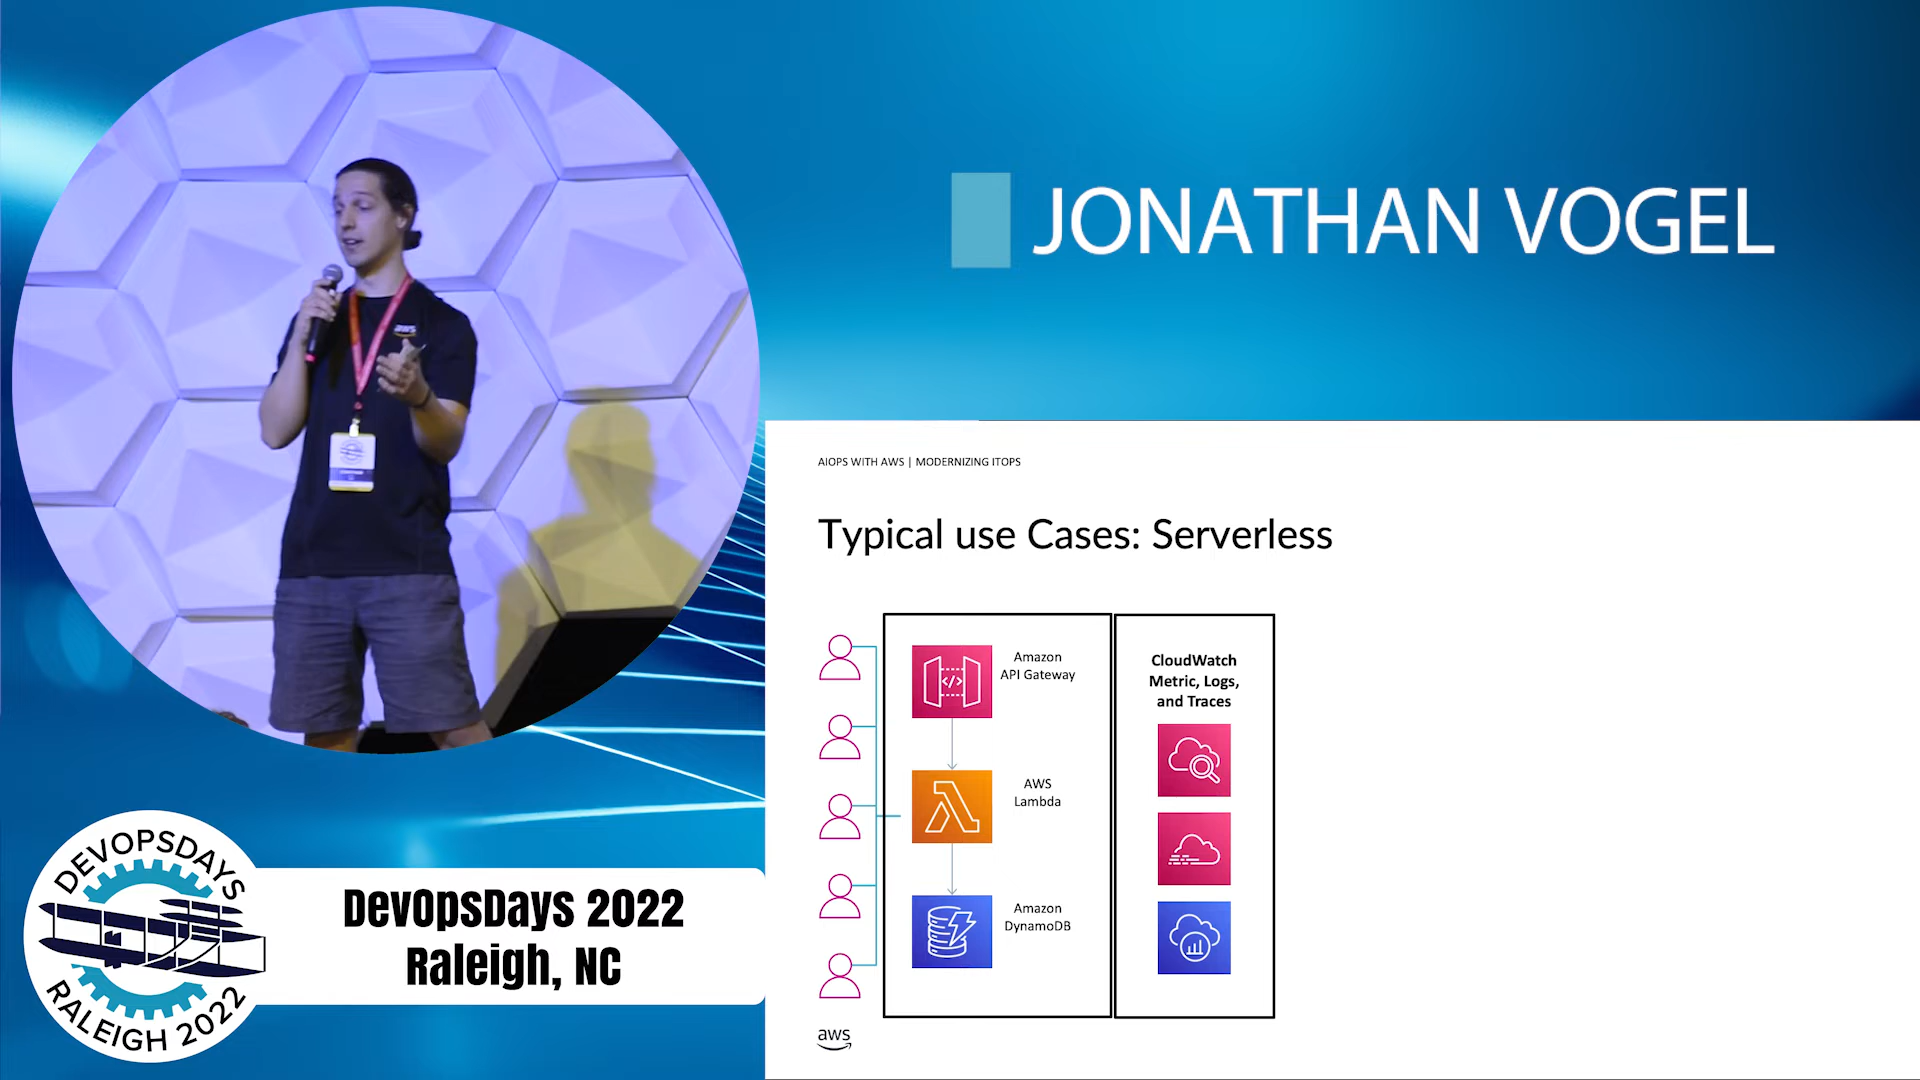 JONATHAN VOGEL
aws
AIOPS WITH AWS | MODERNIZING ITOPS
Typical use Cases: Serverless
Amazon
API Gateway
</>
AWS
Lambda
Amazon
DynamoDB
CloudWatch
Metric, Logs,
and Traces
aws
DEVOPSDAYS
RALEIGH 2022
DevOpsDays 2022
Raleigh, NC